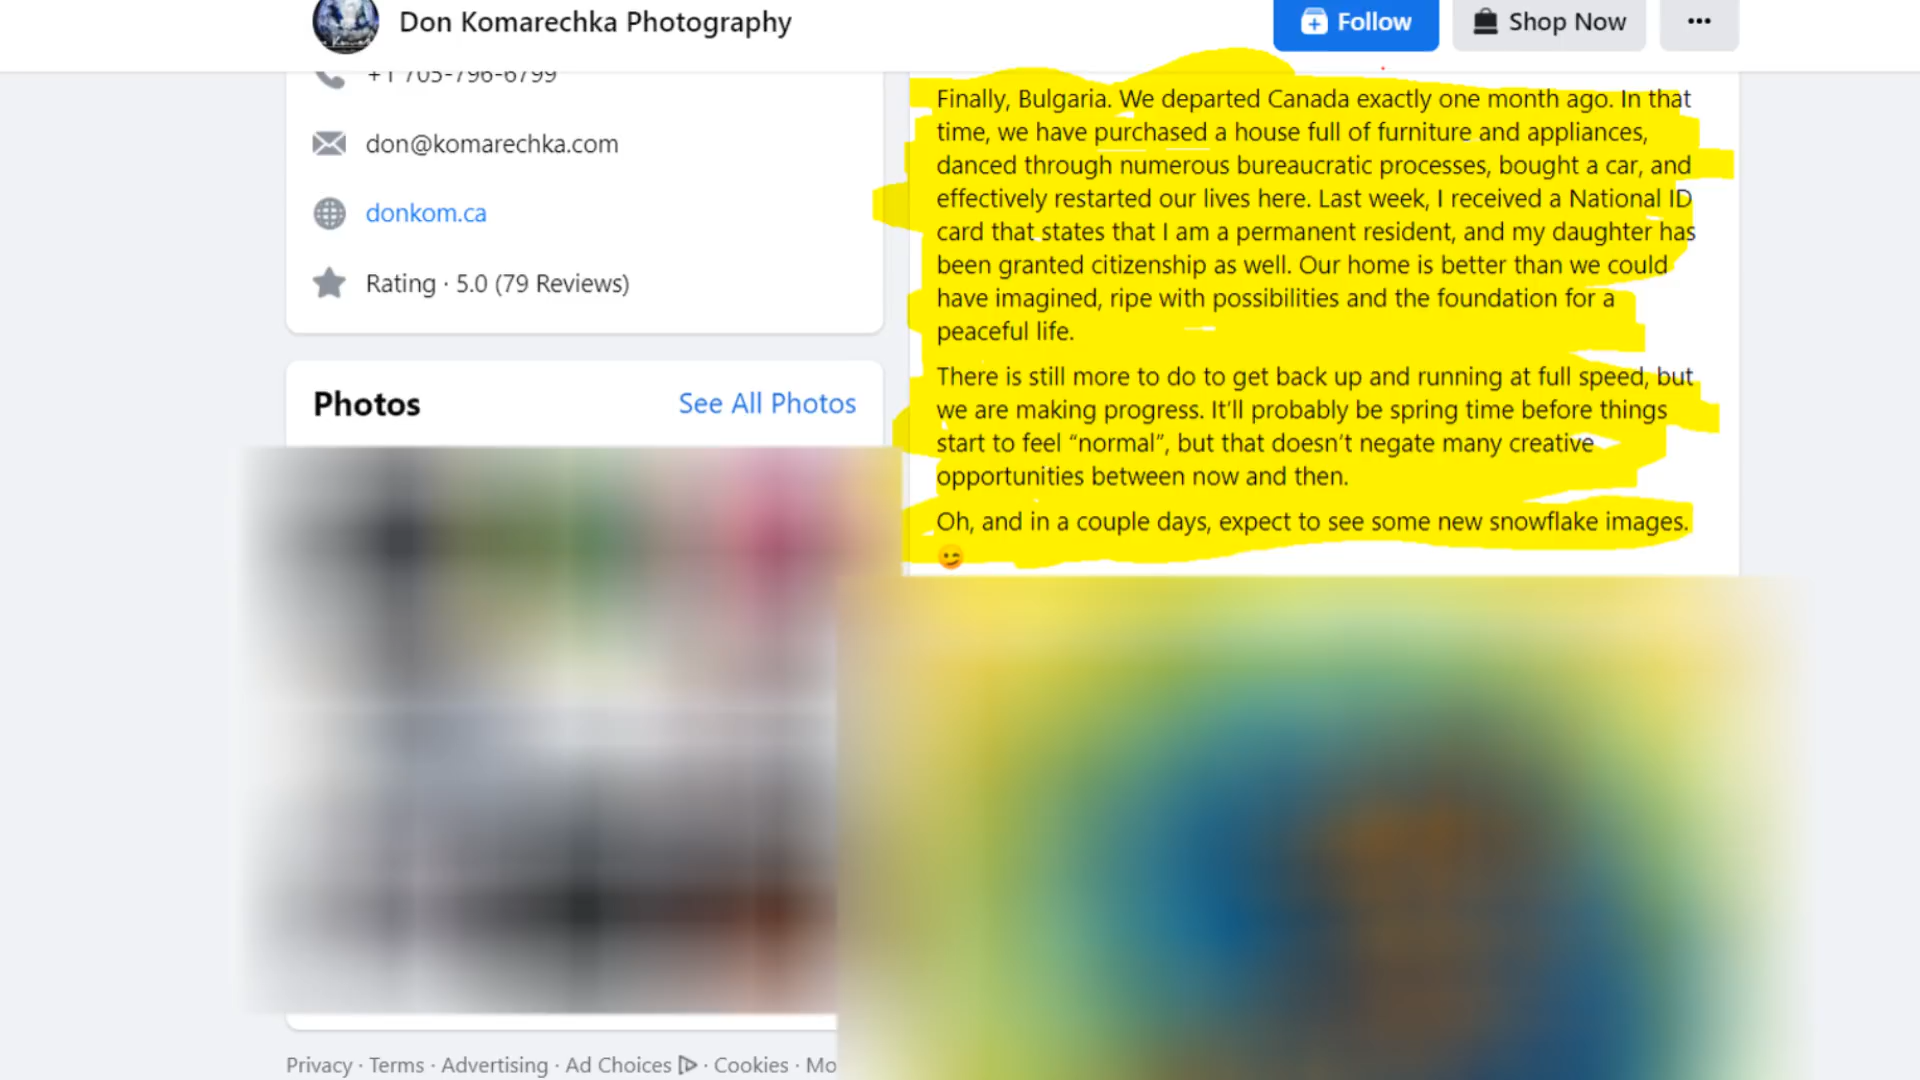 Don Komarechka Photography
Follow
Shop Now
+1 705-796-6799
don@komarechka.com
donkom.ca
Rating · 5.0 (79 Reviews)
Photos
See All Photos
Finally, Bulgaria. We departed Canada exactly one month ago. In that
time, we have purchased a house full of furniture and appliances,
danced through numerous bureaucratic processes, bought a car, and
effectively restarted our lives here. Last week, I received a National ID
card that states that I am a permanent resident, and my daughter has
been granted citizenship as well. Our home is better than we could
have imagined, ripe with possibilities and the foundation for a
peaceful life.
There is still more to do to get back up and running at full speed, but
we are making progress. It’ll probably be spring time before things
start to feel “normal”, but that doesn’t negate many creative
opportunities between now and then.
Oh, and in a couple days, expect to see some new snowflake images.
😉
Privacy · Terms · Advertising · Ad Choices · Cookies · Mo